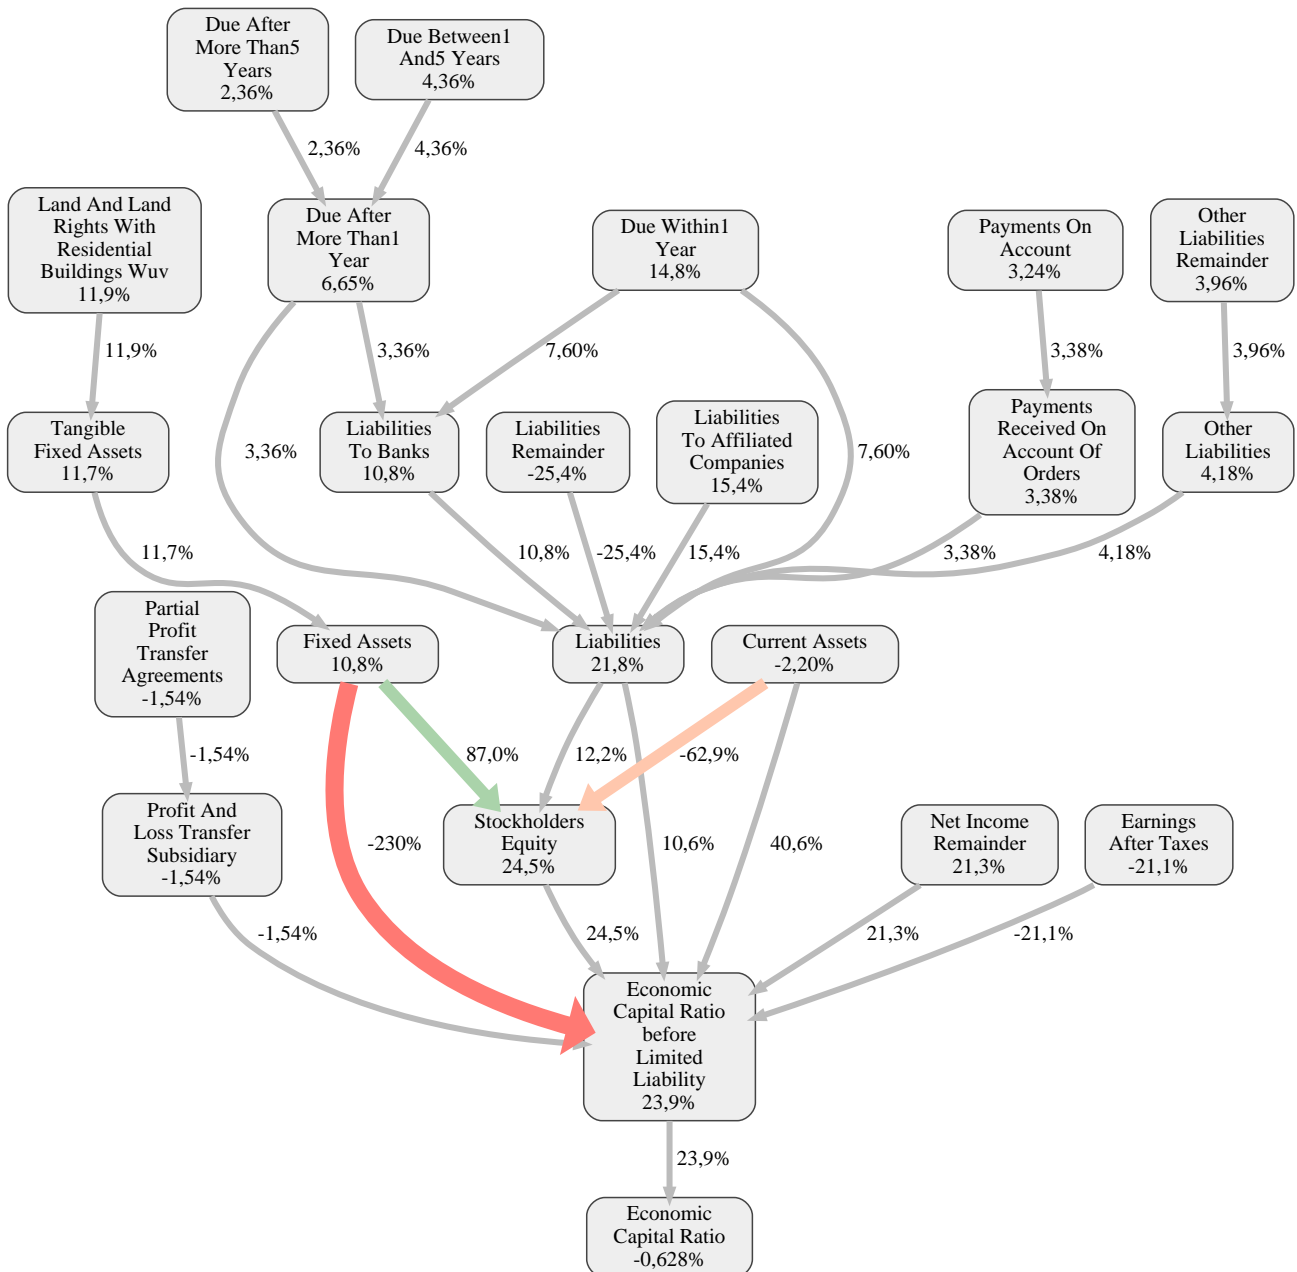 Due After
More Than5
Years
2,36%
Due Between1
And5 Years
4,36%
2,36%
4,36%
Land And Land
Rights With
Residential
Buildings Wuv
11,9%
Due After
More Than1
Year
6,65%
Due Within1
Year
14,8%
Payments On
Account
3,24%
Other
Liabilities
Remainder
3,96%
11,9%
3,36%
7,60%
3,38%
3,96%
Tangible
Fixed Assets
11,7%
3,36%
Liabilities
To Banks
10,8%
Liabilities
Remainder
-25,4%
Liabilities
To Affiliated
Companies
15,4%
7,60%
Payments
Received On
Account Of
Orders
3,38%
Other
Liabilities
4,18%
11,7%
10,8%
-25,4%
15,4%
3,38%
4,18%
Partial
Profit
Transfer
Agreements
-1,54%
Fixed Assets
10,8%
Liabilities
21,8%
Current Assets
-2,20%
-1,54%
87,0%
12,2%
-62,9%
Profit And
Loss Transfer
Subsidiary
-1,54%
-230%
Stockholders
Equity
24,5%
10,6%
40,6%
Net Income
Remainder
21,3%
Earnings
After Taxes
-21,1%
-1,54%
24,5%
21,3%
-21,1%
Economic
Capital Ratio
before
Limited
Liability
23,9%
23,9%
Economic
Capital Ratio
-0,628%